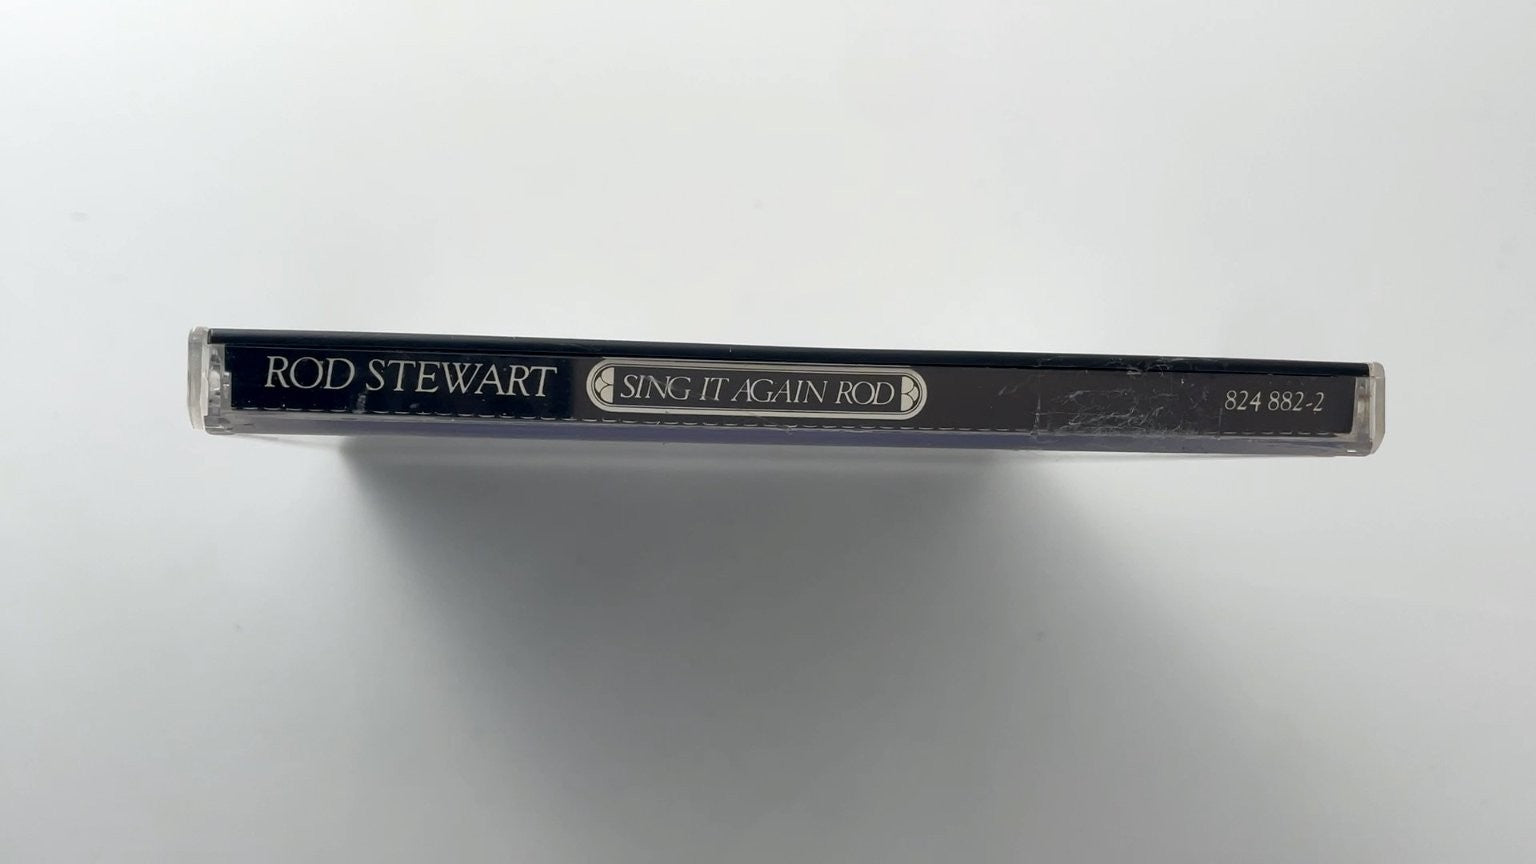 ROD STEWART SING IT AGAIN ROD 824 882-2